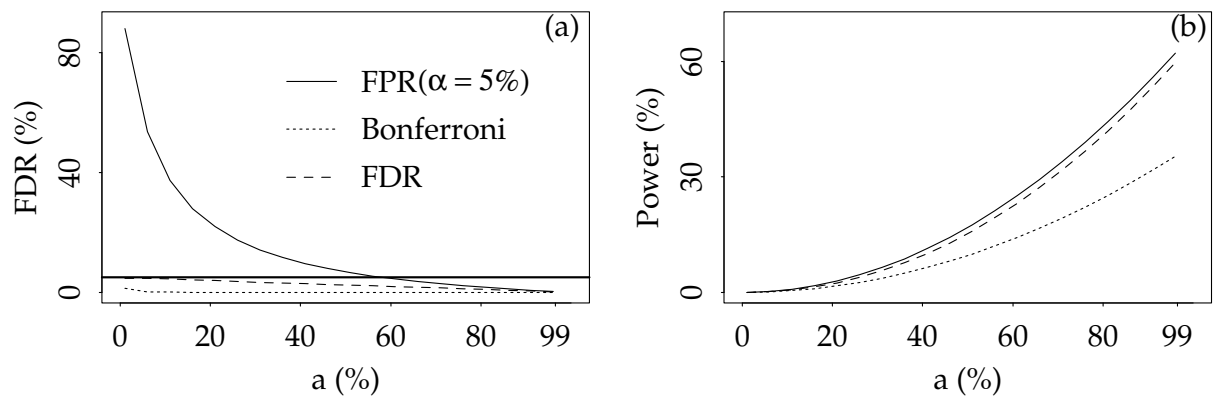 (a)
FDR (%)
80
40
0
FPR(α = 5%)
Bonferroni
FDR
0 20 40 60 80 99
a (%)
(b)
Power (%)
60
30
0
0 20 40 60 80 99
a (%)